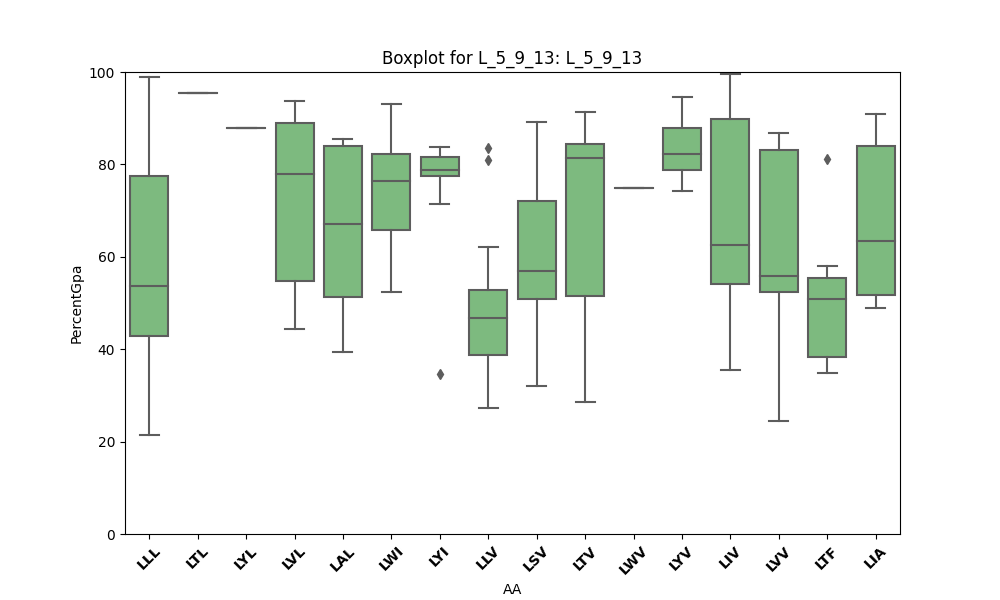 Boxplot for L_5_9_13: L_5_9_13
PercentGpa
100
80
60
40
20
0
LLL LTL LYL LVL LAL LWI LYI LLV LSV LTV LWV LYV LIV LVV LTF LIA
AA